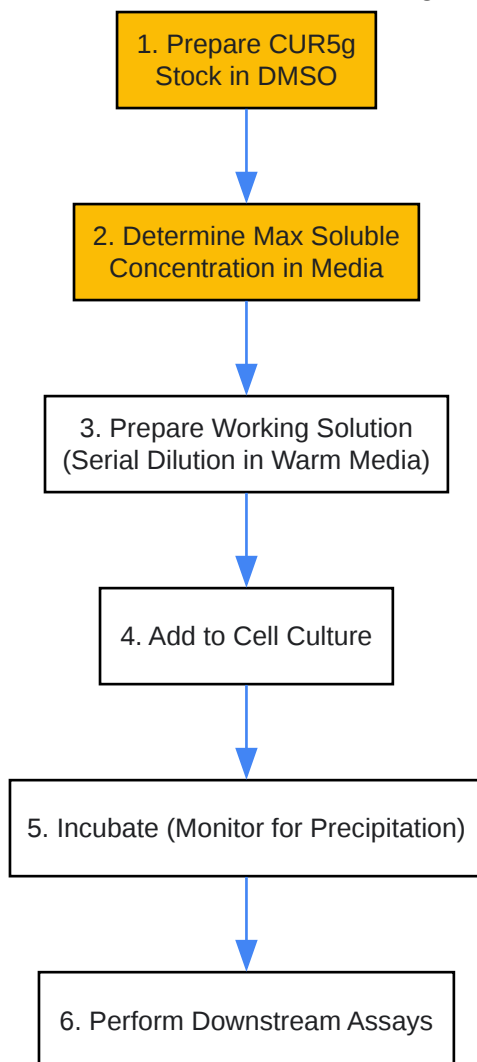 1. Prepare CUR5g
Stock in DMSO
2. Determine Max Soluble
Concentration in Media
3. Prepare Working Solution
(Serial Dilution in Warm Media)
4. Add to Cell Culture
5. Incubate (Monitor for Precipitation)
6. Perform Downstream Assays